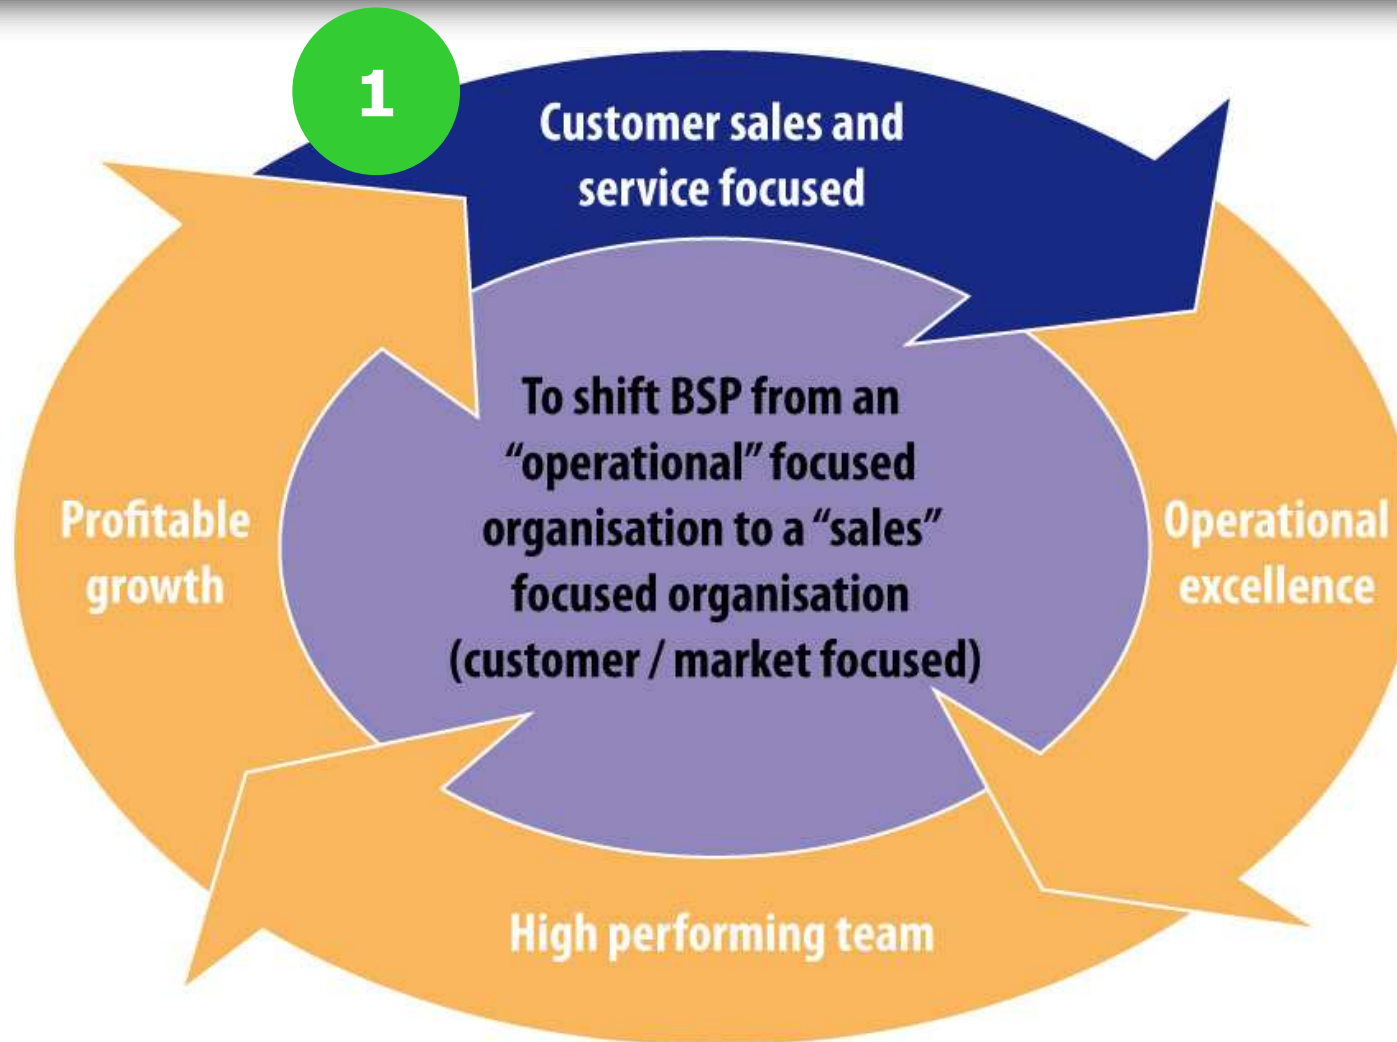 1
Customer sales and
service focused
To shift BSP from an
“operational” focused
organisation to a “sales”
focused organisation
(customer / market focused)
Profitable
growth
Operational
excellence
High performing team